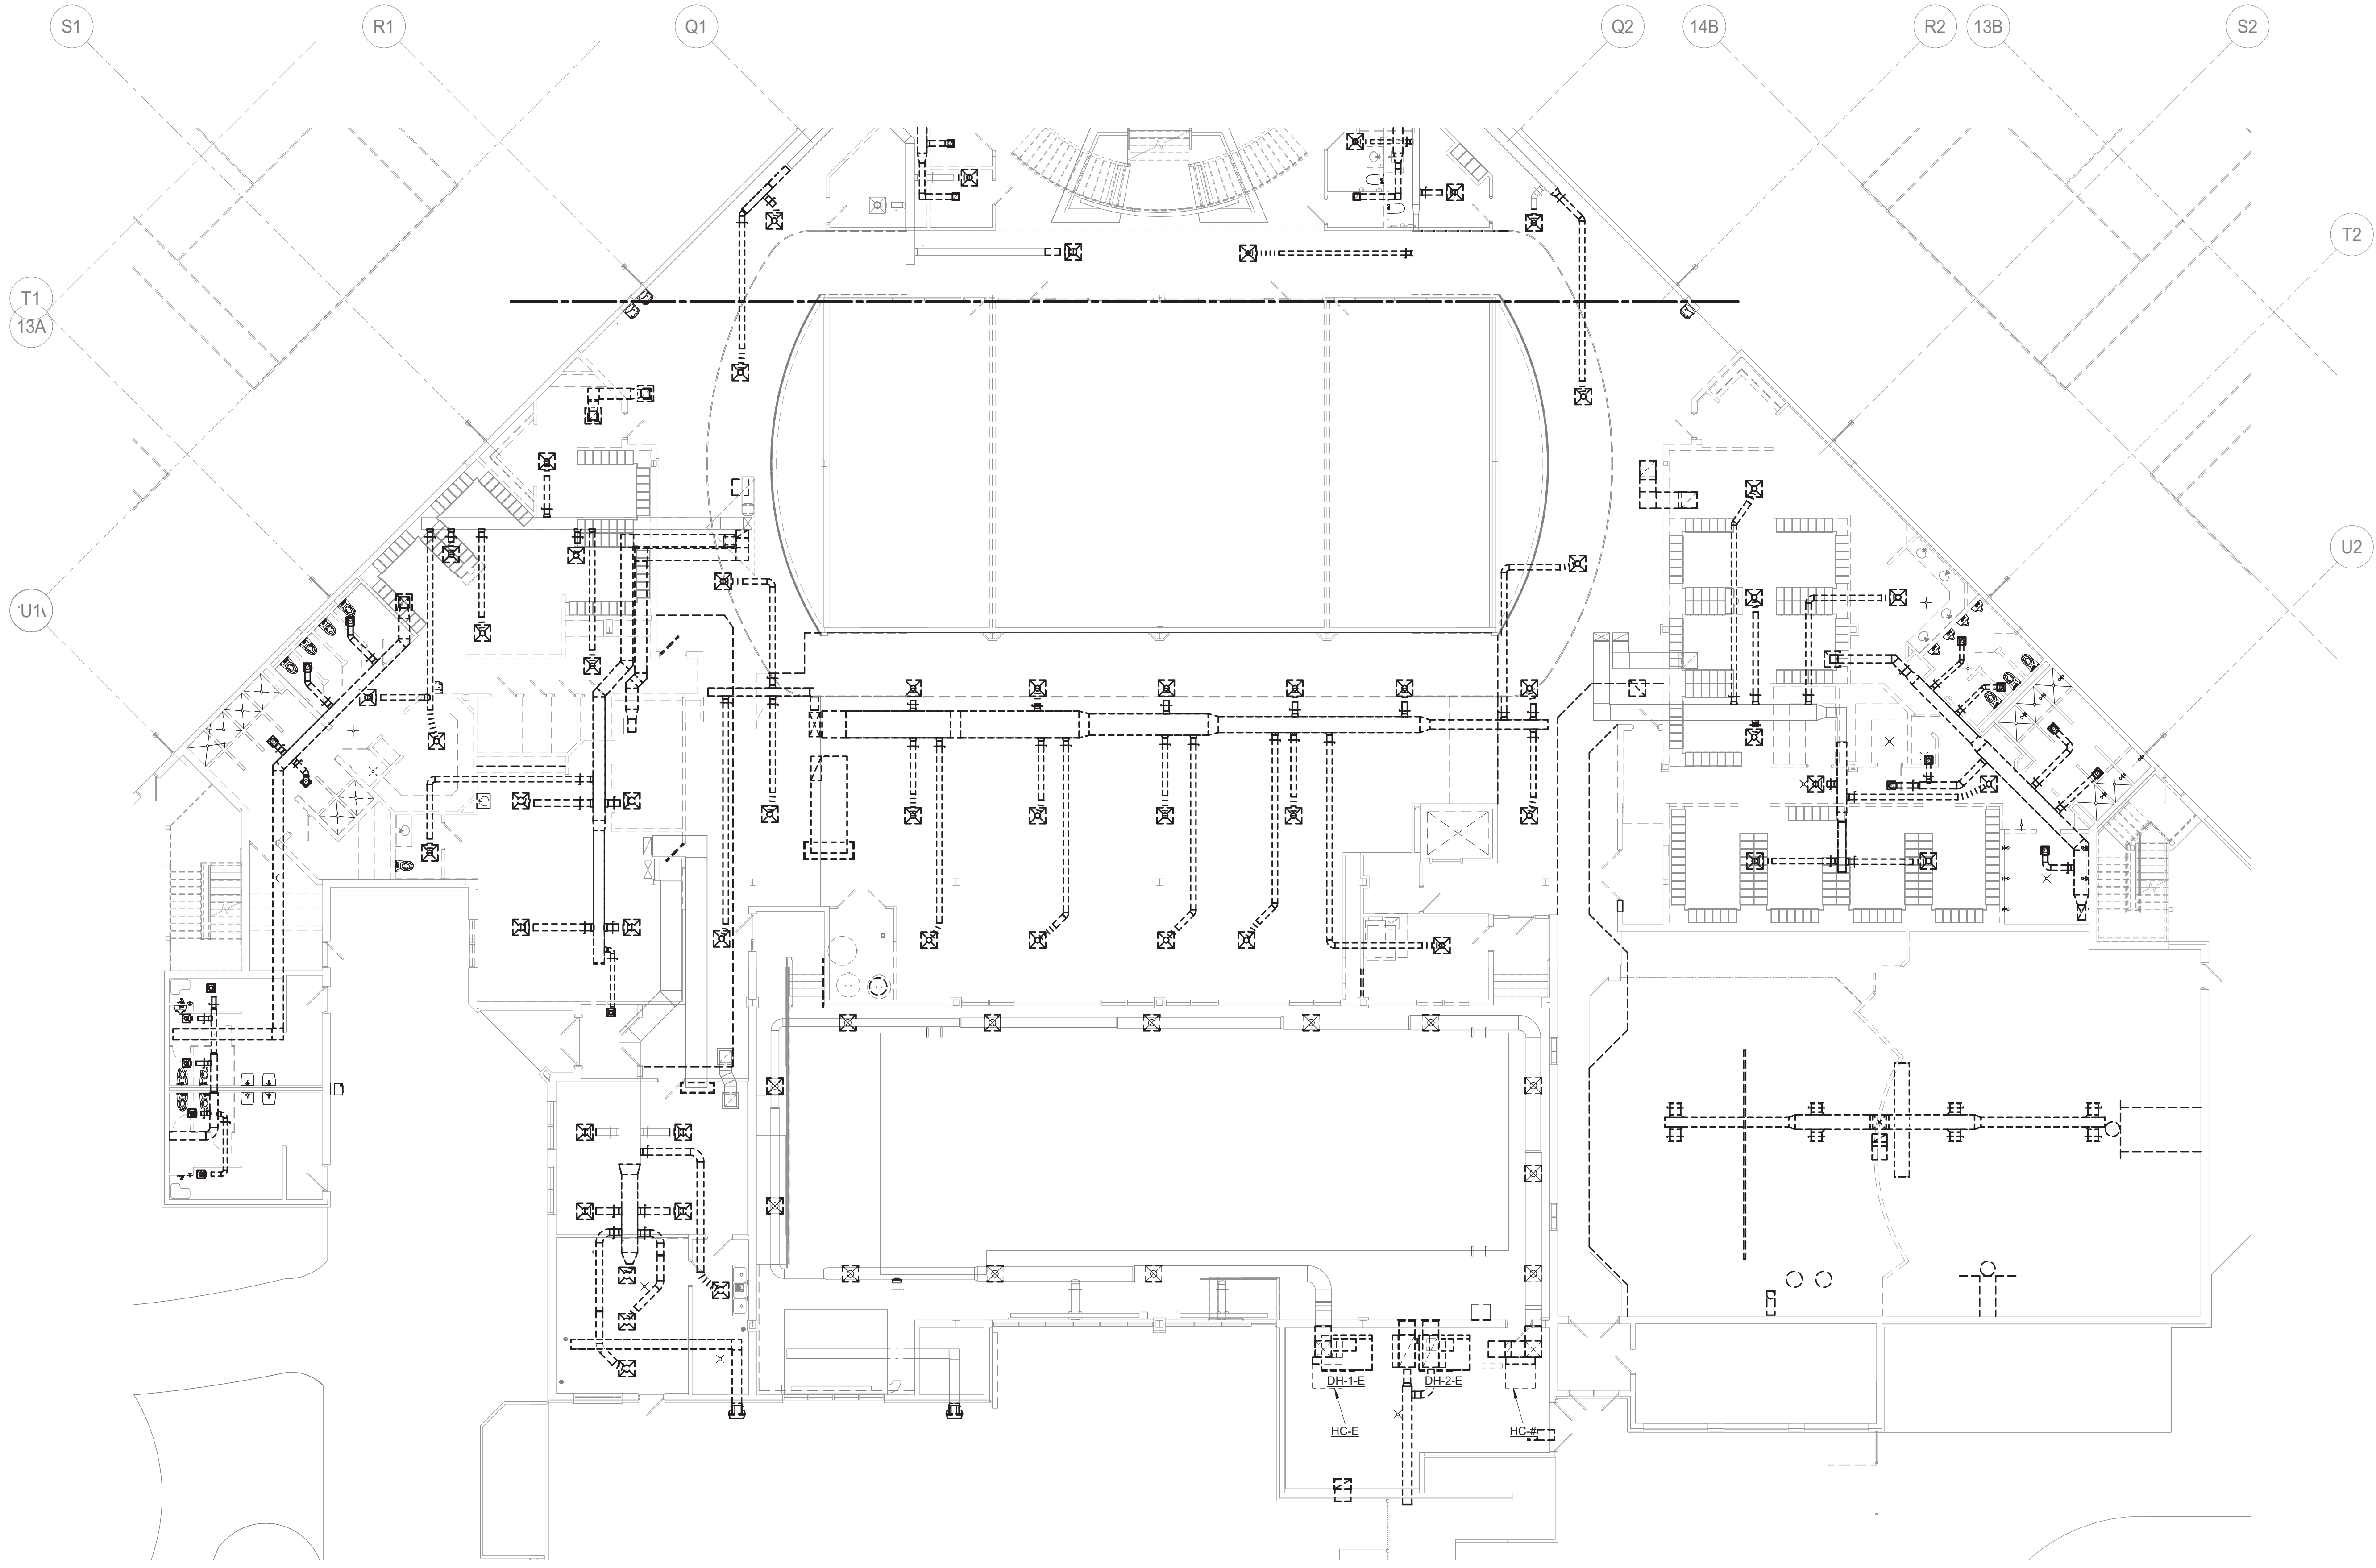 S1
R1
Q1
Q2
14B
R2
13B
S2
T2
T1
13A
U2
U1
DH-1-E
DH-2-E
HC-E
HC-#